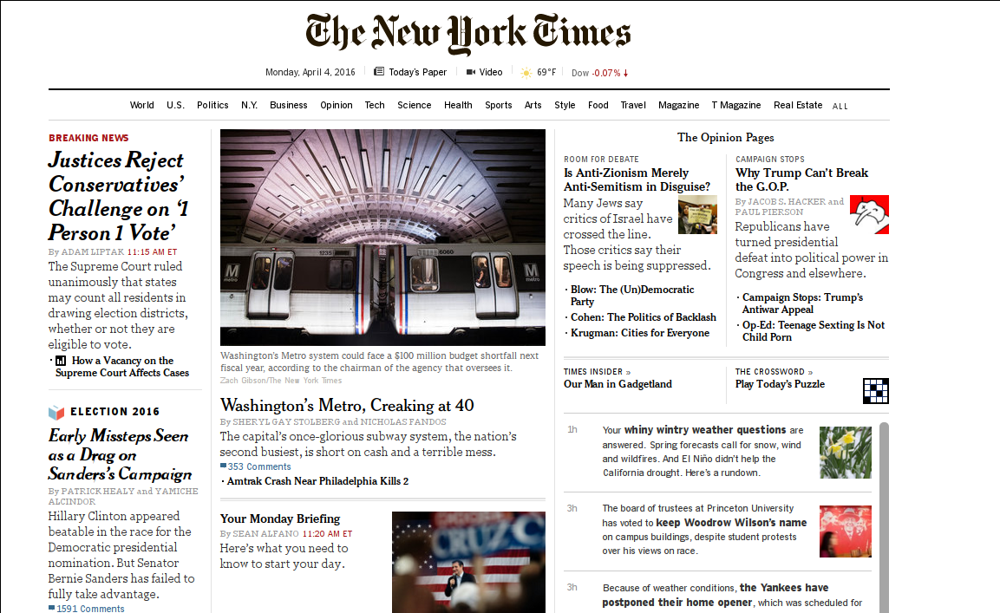 The New York Times
Monday, April 4, 2016 Today's Paper Video 69°F Dow -0.07% ↓
World U.S. Politics N.Y. Business Opinion Tech Science Health Sports Arts Style Food Travel Magazine T Magazine Real Estate ALL
BREAKING NEWS
Justices Reject
Conservatives'
Challenge on '1
Person 1 Vote'
By ADAM LIPTAK 11:15 AM ET
The Supreme Court ruled
unanimously that states
may count all residents in
drawing election districts,
whether or not they are
eligible to vote.
· How a Vacancy on the
Supreme Court Affects Cases
ELECTION 2016
Early Missteps Seen
as a Drag on
Sanders's Campaign
By PATRICK HEALY and YAMICHE
ALCINDOR
Hillary Clinton appeared
beatable in the race for the
Democratic presidential
nomination. But Senator
Bernie Sanders has failed to
fully take advantage.
1591 Comments
1235
6060
M
metro
M
metro
Washington's Metro system could face a $100 million budget shortfall next
fiscal year, according to the chairman of the agency that oversees it.
Zach Gibson/The New York Times
Washington's Metro, Creaking at 40
By SHERYL GAY STOLBERG and NICHOLAS FANDOS
The capital's once-glorious subway system, the nation's
second busiest, is short on cash and a terrible mess.
353 Comments
· Amtrak Crash Near Philadelphia Kills 2
Your Monday Briefing
By SEAN ALFANO 11:20 AM ET
Here's what you need to
know to start your day.
CRUZ
The Opinion Pages
ROOM FOR DEBATE
Is Anti-Zionism Merely
Anti-Semitism in Disguise?
Many Jews say
critics of Israel have
crossed the line.
Those critics say their
speech is being suppressed.
· Blow: The (Un)Democratic
Party
· Cohen: The Politics of Backlash
· Krugman: Cities for Everyone
CAMPAIGN STOPS
Why Trump Can't Break
the G.O.P.
By JACOB S. HACKER and
PAUL PIERSON
Republicans have
turned presidential
defeat into political power in
Congress and elsewhere.
· Campaign Stops: Trump's
Antiwar Appeal
· Op-Ed: Teenage Sexting Is Not
Child Porn
TIMES INSIDER »
Our Man in Gadgetland
THE CROSSWORD »
Play Today's Puzzle
1h
Your whiny wintry weather questions are
answered. Spring forecasts call for snow, wind
and wildfires. And El Niño didn't help the
California drought. Here's a rundown.
3h
The board of trustees at Princeton University
has voted to keep Woodrow Wilson's name
on campus buildings, despite student protests
over his views on race.
3h
Because of weather conditions, the Yankees have
postponed their home opener, which was scheduled for